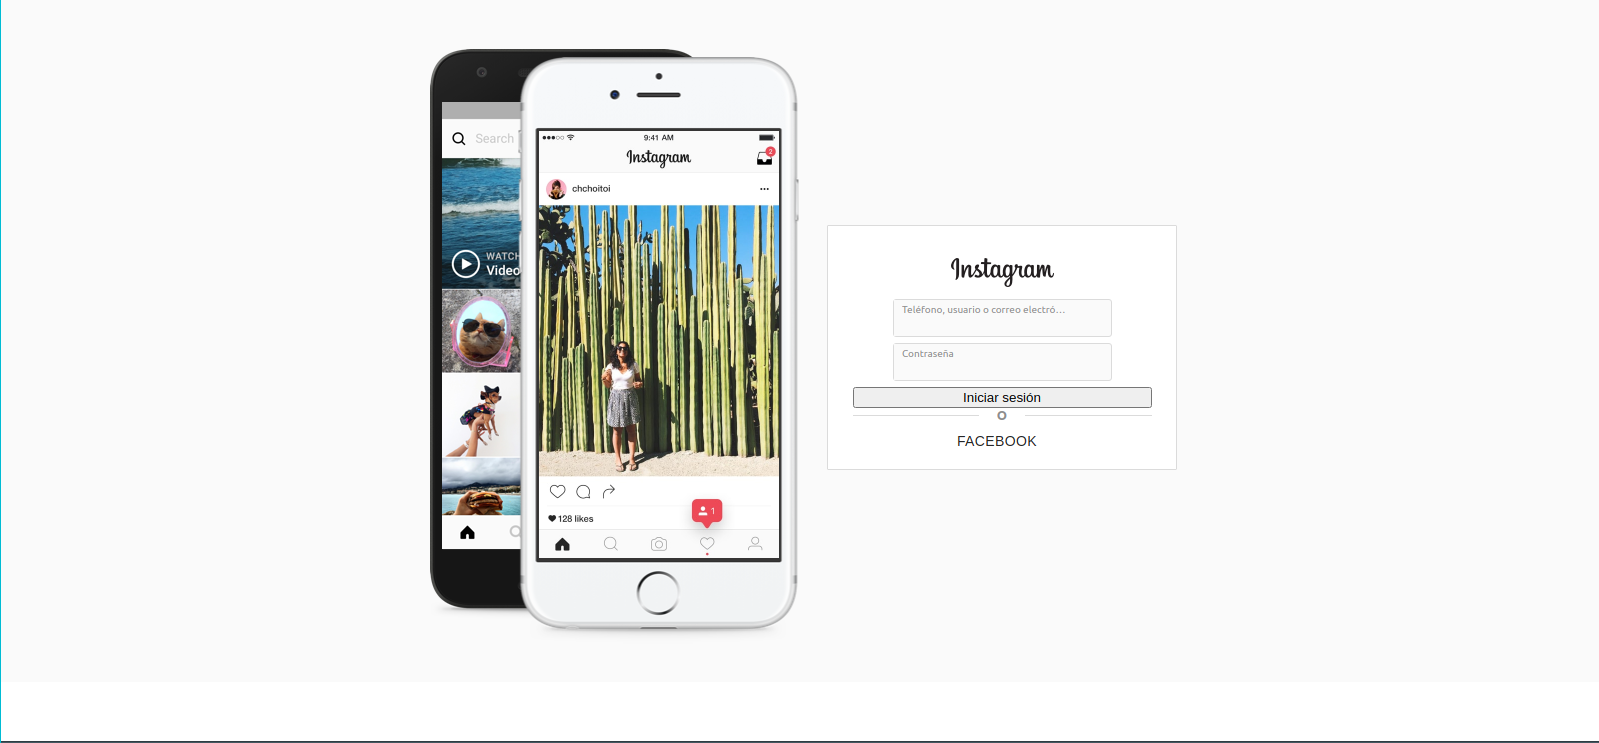 Search
WATCH
Video
9:41 AM
Instagram
2
chchoitoi
128 likes
1
Instagram
Teléfono, usuario o correo electró...
Contraseña
Iniciar sesión
O
FACEBOOK